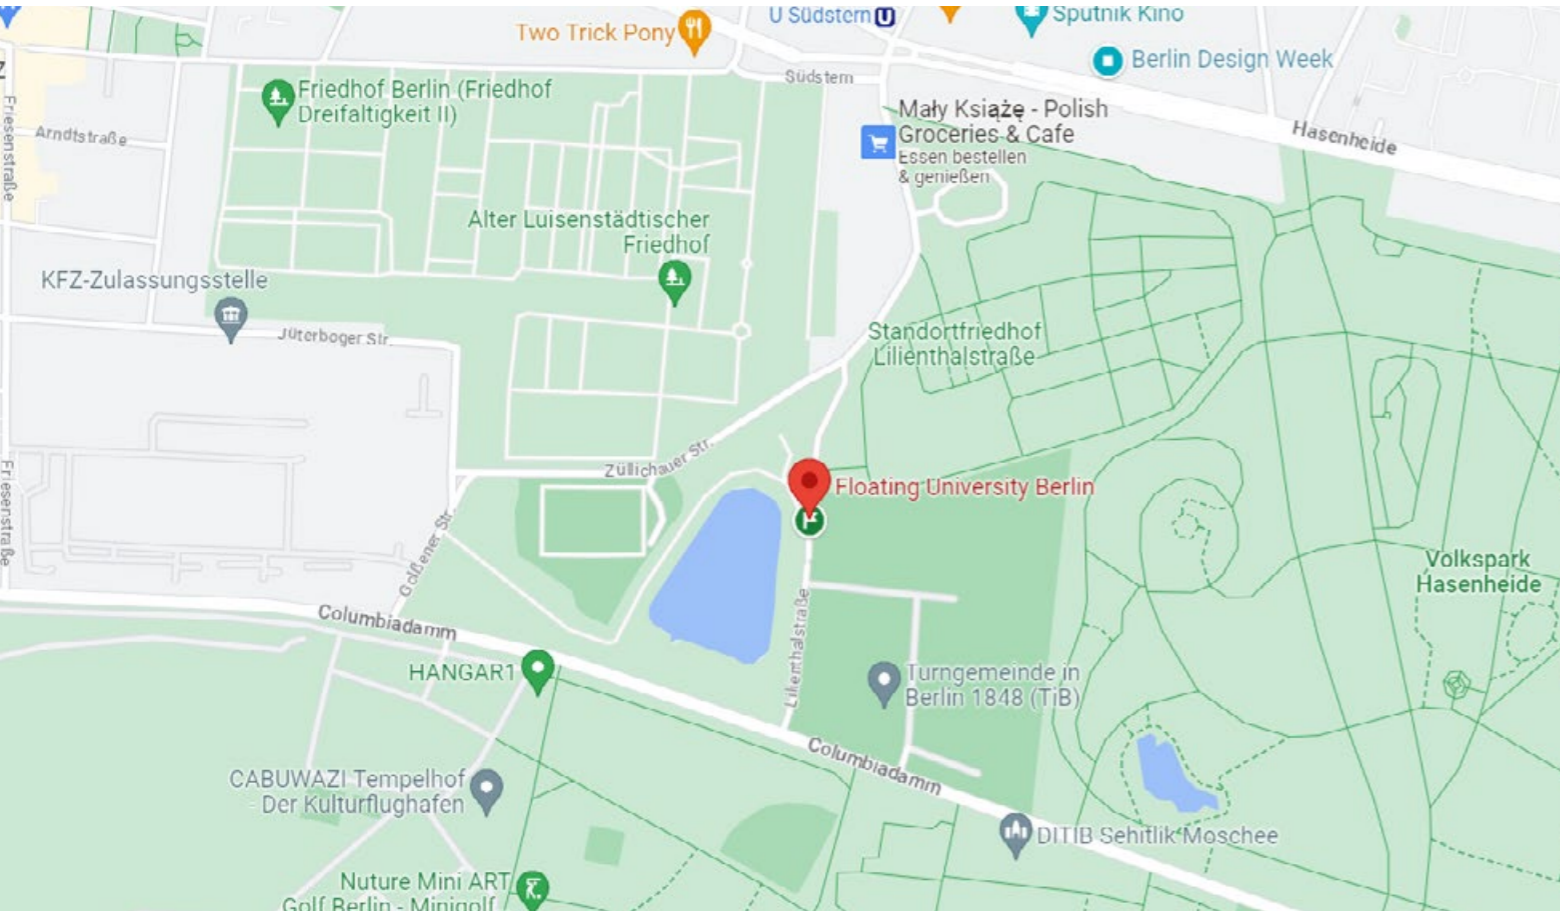 U Südstern
Sputnik Kino
Two Trick Pony
Berlin Design Week
Südstern
Friedhof Berlin (Friedhof
Dreifaltigkeit II)
Mały Książę - Polish
Groceries & Cafe
Essen bestellen
& genießen
Hasenheide
Friesenstraße
Arndtstraße
Alter Luisenstädtischer
Friedhof
KFZ-Zulassungsstelle
Jüterboger Str.
Standortfriedhof
Lilienthalstraße
Züllichauer Str.
Floating University Berlin
Friesenstraße
Golßener Str.
Volkspark
Hasenheide
Columbiadamm
Lilienthalstraße
HANGAR1
Turngemeinde in
Berlin 1848 (TiB)
Columbiadamm
CABUWAZI Tempelhof
- Der Kulturflughafen
DITIB Sehitlik Moschee
Nuture Mini ART
Golf Berlin - Minigolf